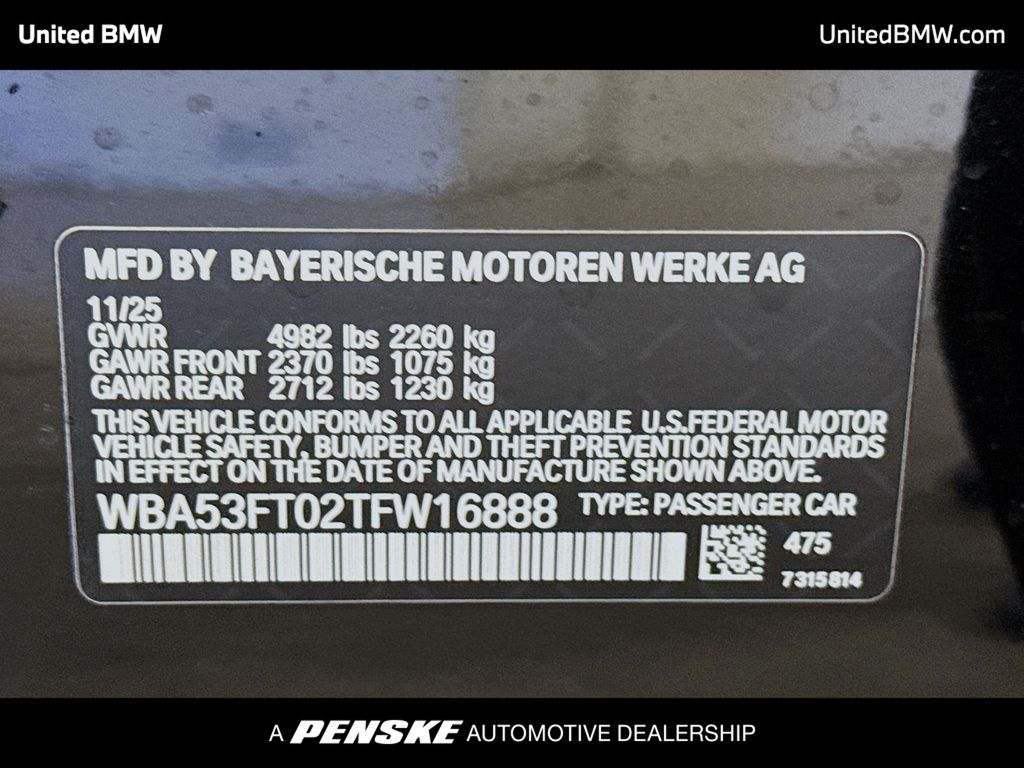 United BMW
UnitedBMW.com
MFD BY BAYERISCHE MOTOREN WERKE AG
11/25
GVWR 4982 lbs 2260 kg
GAWR FRONT 2370 lbs 1075 kg
GAWR REAR 2712 lbs 1230 kg
THIS VEHICLE CONFORMS TO ALL APPLICABLE U.S.FEDERAL MOTOR
VEHICLE SAFETY, BUMPER AND THEFT PREVENTION STANDARDS
IN EFFECT ON THE DATE OF MANUFACTURE SHOWN ABOVE.
WBA53FT02TFW16888 TYPE: PASSENGER CAR
475
7315814
A PENSKE AUTOMOTIVE DEALERSHIP